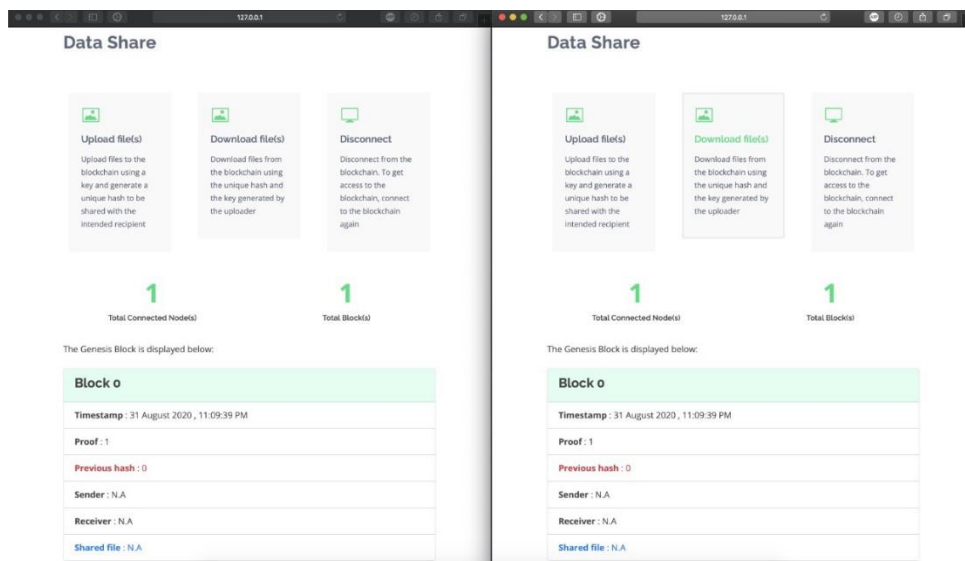 127.0.0.1
Data Share
Upload file(s)
Upload files to the
blockchain using a
key and generate a
unique hash to be
shared with the
intended recipient
Download file(s)
Download files from
the blockchain using
the unique hash and
the key generated by
the uploader
Disconnect
Disconnect from the
blockchain. To get
access to the
blockchain, connect
to the blockchain
again
1
Total Connected Node(s)
1
Total Block(s)
The Genesis Block is displayed below:
Block 0
Timestamp : 31 August 2020 , 11:09:39 PM
Proof : 1
Previous hash : 0
Sender : N.A
Receiver : N.A
Shared file : N.A
127.0.0.1
Data Share
Upload file(s)
Upload files to the
blockchain using a
key and generate a
unique hash to be
shared with the
intended recipient
Download file(s)
Download files from
the blockchain using
the unique hash and
the key generated by
the uploader
Disconnect
Disconnect from the
blockchain. To get
access to the
blockchain, connect
to the blockchain
again
1
Total Connected Node(s)
1
Total Block(s)
The Genesis Block is displayed below:
Block 0
Timestamp : 31 August 2020 , 11:09:39 PM
Proof : 1
Previous hash : 0
Sender : N.A
Receiver : N.A
Shared file : N.A